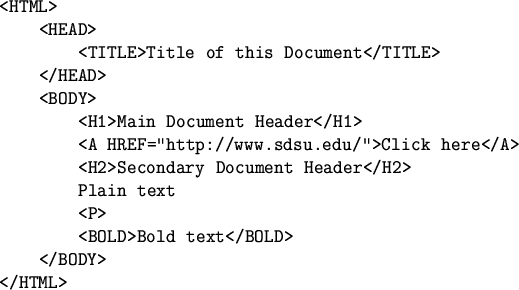 <HTML>
    <HEAD>
        <TITLE>Title of this Document</TITLE>
    </HEAD>
    <BODY>
        <H1>Main Document Header</H1>
        <A HREF="http://www.sdsu.edu/">Click here</A>
        <H2>Secondary Document Header</H2>
        Plain text
        <P>
        <BOLD>Bold text</BOLD>
    </BODY>
</HTML>